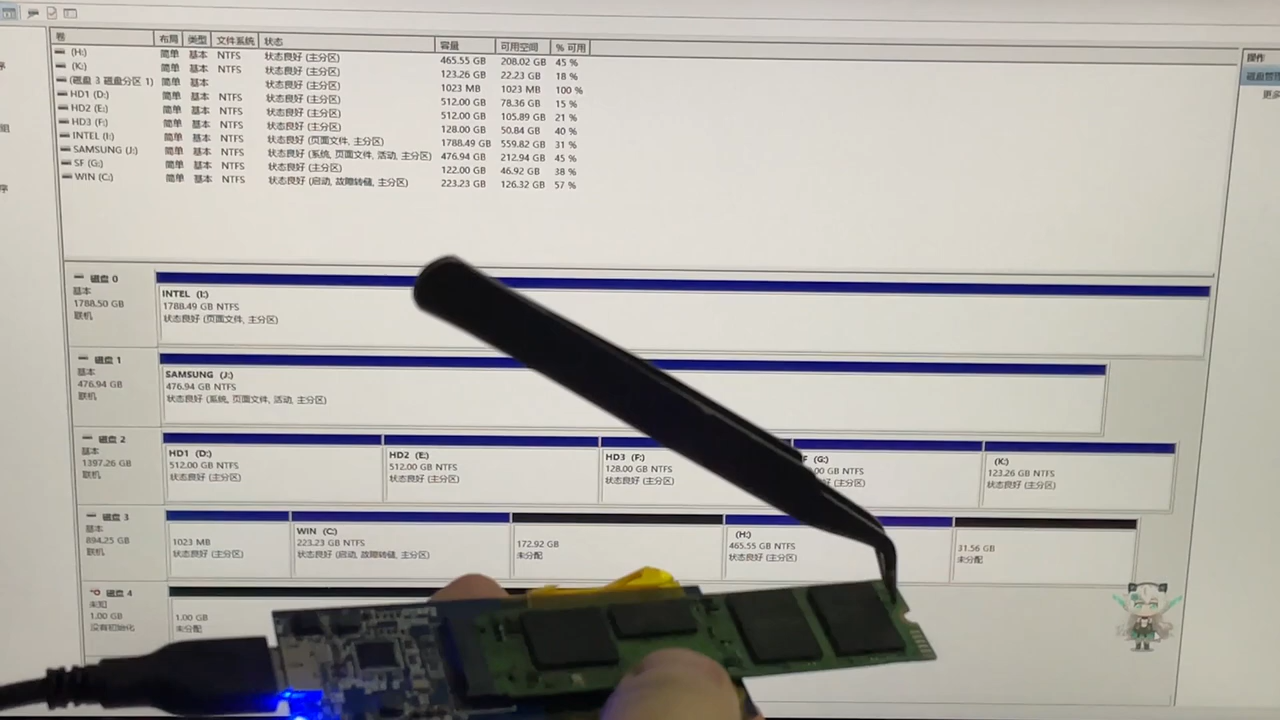 卷 布局 类型 文件系统 状态 容量 可用空间 % 可用
(H:) 简单 基本 NTFS 状态良好 (主分区) 465.55 GB 208.02 GB 45 %
(K:) 简单 基本 NTFS 状态良好 (主分区) 123.26 GB 22.23 GB 18 %
(磁盘 3 磁盘分区 1) 简单 基本 状态良好 (主分区) 1023 MB 1023 MB 100 %
HD1 (D:) 简单 基本 NTFS 状态良好 (主分区) 512.00 GB 78.36 GB 15 %
HD2 (E:) 简单 基本 NTFS 状态良好 (主分区) 512.00 GB 105.89 GB 21 %
HD3 (F:) 简单 基本 NTFS 状态良好 (主分区) 128.00 GB 50.84 GB 40 %
INTEL (I:) 简单 基本 NTFS 状态良好 (页面文件, 主分区) 1788.49 GB 559.82 GB 31 %
SAMSUNG (J:) 简单 基本 NTFS 状态良好 (系统, 页面文件, 活动, 主分区) 476.94 GB 212.94 GB 45 %
SF (G:) 简单 基本 NTFS 状态良好 (主分区) 122.00 GB 46.92 GB 38 %
WIN (C:) 简单 基本 NTFS 状态良好 (启动, 故障转储, 主分区) 223.23 GB 126.32 GB 57 %
操作
磁盘管
更多
磁盘 0
基本
1788.50 GB
联机
INTEL (I:)
1788.49 GB NTFS
状态良好 (页面文件, 主分区)
磁盘 1
基本
476.94 GB
联机
SAMSUNG (J:)
476.94 GB NTFS
状态良好 (系统, 页面文件, 活动, 主分区)
磁盘 2
基本
1397.26 GB
联机
HD1 (D:)
512.00 GB NTFS
状态良好 (主分区)
HD2 (E:)
512.00 GB NTFS
状态良好 (主分区)
HD3 (F:)
128.00 GB NTFS
状态良好 (主分区)
F (G:)
00 GB NTFS
良好 (主分区)
(K:)
123.26 GB NTFS
状态良好 (主分区)
磁盘 3
基本
894.25 GB
联机
1023 MB
状态良好 (主分区)
WIN (C:)
223.23 GB NTFS
状态良好 (启动, 故障转储, 主分区)
172.92 GB
未分配
(H:)
465.55 GB NTFS
状态良好 (主分区)
31.56 GB
未分配
磁盘 4
未知
1.00 GB
没有初始化
1.00 GB
未分配